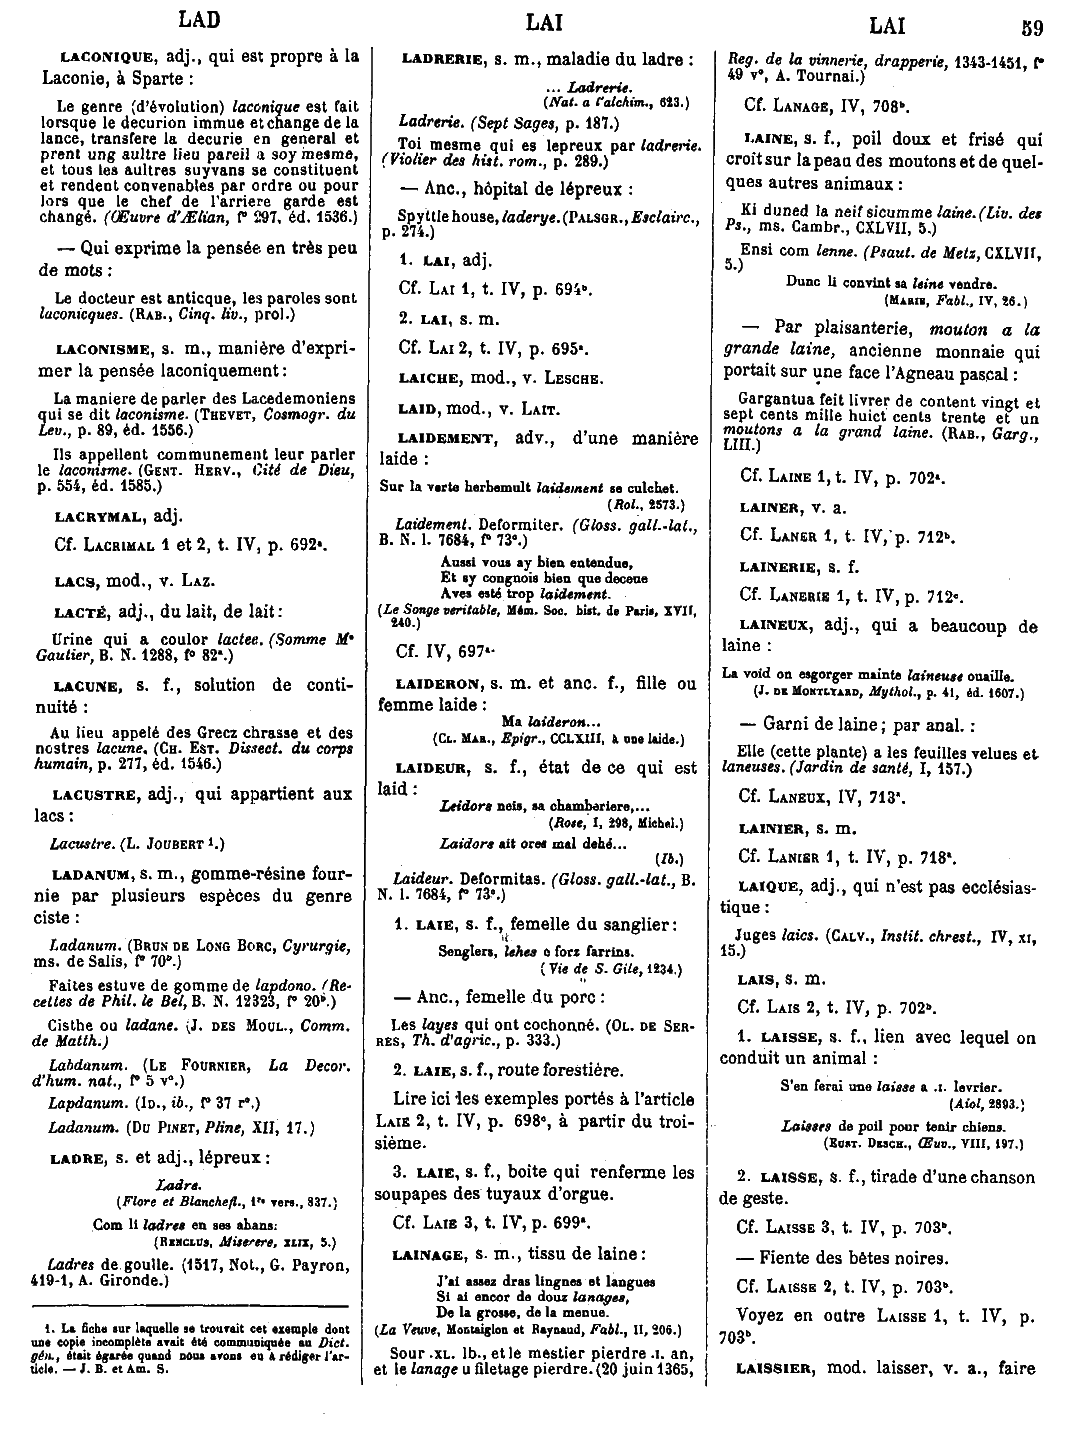 LAD
LAI
LAI
59
LACONIQUE, adj., qui est propre à la
Laconie, à Sparte :
Le genre (d'évolution) laconique est fait
lorsque le decurion immue et change de la
lance, transfere la decurie en general et
prent ung aultre lieu pareil a soy mesme,
et tous les aultres suyvans se constituent
et rendent convenables par ordre ou pour
lors que le chef de l'arriere garde est
changé. (Œuvre d'Ælian, f° 297, éd. 1536.)
— Qui exprime la pensée en très peu
de mots :
Le docteur est anticque, les paroles sont
laconicques. (RAB., Cinq. liv., prol.)
LACONISME, s. m., manière d'expri-
mer la pensée laconiquement :
La maniere de parler des Lacedemoniens
qui se dit laconisme. (THEVET, Cosmogr. du
Lev., p. 89, éd. 1556.)
Ils appellent communement leur parler
le laconisme. (GENT. HERV., Cité de Dieu,
p. 554, éd. 1585.)
LACRYMAL, adj.
Cf. LACRIMAL 1 et 2, t. IV, p. 692ª.
LACS, mod., v. LAZ.
LACTÉ, adj., du lait, de lait :
Urine qui a coulor lactee. (Somme Mᵉ
Gautier, B. N. 1288, f° 82ª.)
LACUNE, s. f., solution de conti-
nuité :
Au lieu appelé des Grecz chrasse et des
nostres lacune. (CH. EST. Dissect. du corps
humain, p. 277, éd. 1546.)
LACUSTRE, adj., qui appartient aux
lacs :
Lacustre. (L. JOUBERT ¹.)
LADANUM, s. m., gomme-résine four-
nie par plusieurs espèces du genre
ciste :
Ladanum. (BRUN DE LONG BORC, Cyrurgie,
ms. de Salis, f° 70ᵇ.)
Faites estuve de gomme de lapdono. (Re-
cettes de Phil. le Bel, B. N. 12323, f° 20ᵇ.)
Cisthe ou ladane. (J. DES MOUL., Comm.
de Matth.)
Labdanum. (LE FOURNIER, La Decor.
d'hum. nat., f° 5 v°.)
Lapdanum. (ID., ib., f° 37 r°.)
Ladanum. (DU PINET, Pline, XII, 17.)
LADRE, s. et adj., lépreux :
Ladre.
(Flore et Blanchefl., 1ʳᵉ vers., 837.)
Com li ladres en ses ahans:
(RENCLUS, Miserere, XLIX, 5.)
Ladres de goulle. (1517, Not., G. Payron,
419-1, A. Gironde.)
1. La fiche sur laquelle se trouvait cet exemple dont
une copie incomplète avait été communiquée au Dict.
gén., était égarée quand nous avons eu à rédiger l'ar-
ticle. — J. B. et Am. S.
LADRERIE, s. m., maladie du ladre :
... Ladrerie.
(Nat. a l'alchim., 623.)
Ladrerie. (Sept Sages, p. 187.)
Toi mesme qui es lepreux par ladrerie.
(Violier des hist. rom., p. 289.)
— Anc., hôpital de lépreux :
Spyttle house, laderye. (PALSGR., Esclairc.,
p. 274.)
1. LAI, adj.
Cf. LAI 1, t. IV, p. 694ᵇ.
2. LAI, s. m.
Cf. LAI 2, t. IV, p. 695ª.
LAICHE, mod., v. LESCHE.
LAID, mod., v. LAIT.
LAIDEMENT, adv., d'une manière
laide :
Sur la verte herbemult laidement se culchet.
(Rol., 2573.)
Laidement. Deformiter. (Gloss. gall.-lat.,
B. N. l. 7684, f° 73ª.)
Aussi vous ay bien entendue,
Et sy congnois bien que deceue
Aves esté trop laidement.
(Le Songe veritable, Mém. Soc. hist. de Paris, XVII,
240.)
Cf. IV, 697ª.
LAIDERON, s. m. et anc. f., fille ou
femme laide :
Ma laideron...
(CL. MAR., Epigr., CCLXIII, à une laide.)
LAIDEUR, s. f., état de ce qui est
laid :
Leidors neis, sa chamberiere,...
(Rose, I, 298, Michel.)
Laidors ait ores mal dehé...
(Ib.)
Laideur. Deformitas. (Gloss. gall.-lat., B.
N. l. 7684, f° 73ª.)
1. LAIE, s. f., femelle du sanglier :
Senglers, lehes o forz farrins.
(Vie de S. Gile, 1234.)
— Anc., femelle du porc :
Les layes qui ont cochonné. (OL. DE SER-
RES, Th. d'agric., p. 333.)
2. LAIE, s. f., route forestière.
Lire ici les exemples portés à l'article
LAIE 2, t. IV, p. 698ᶜ, à partir du troi-
sième.
3. LAIE, s. f., boite qui renferme les
soupapes des tuyaux d'orgue.
Cf. LAIE 3, t. IV, p. 699ª.
LAINAGE, s. m., tissu de laine :
J'ai assez dras lingnes et langues
Si ai encor de douz lanages,
De la grosse, de la menue.
(La Veuve, Montaiglon et Raynaud, Fabl., II, 206.)
Sour .XL. lb., et le mestier pierdre .I. an,
et le lanage u filetage pierdre. (20 juin 1365,
Reg. de la vinnerie, drapperie, 1343-1451, f°
49 v°, A. Tournai.)
Cf. LANAGE, IV, 708ᵇ.
LAINE, s. f., poil doux et frisé qui
croit sur la peau des moutons et de quel-
ques autres animaux :
Ki duned la neif sicumme laine. (Liv. des
Ps., ms. Cambr., CXLVII, 5.)
Ensi com lenne. (Psaut. de Metz, CXLVII,
5.)
Dunc li convint sa leine vendre.
(MARIE, Fabl., IV, 26.)
— Par plaisanterie, mouton a la
grande laine, ancienne monnaie qui
portait sur une face l'Agneau pascal :
Gargantua feit livrer de content vingt et
sept cents mille huict cents trente et un
moutons a la grand laine. (RAB., Garg.,
LIII.)
Cf. LAINE 1, t. IV, p. 702ª.
LAINER, v. a.
Cf. LANER 1, t. IV, p. 712ᵇ.
LAINERIE, s. f.
Cf. LANERIE 1, t. IV, p. 712ᶜ.
LAINEUX, adj., qui a beaucoup de
laine :
La void on esgorger mainte laineuse ouaille.
(J. DE MONTLYARD, Mythol., p. 41, éd. 1607.)
— Garni de laine ; par anal. :
Elle (cette plante) a les feuilles velues et
laneuses. (Jardin de santé, I, 157.)
Cf. LANEUX, IV, 713ª.
LAINIER, s. m.
Cf. LANIER 1, t. IV, p. 718ª.
LAIQUE, adj., qui n'est pas ecclésias-
tique :
Juges laics. (CALV., Instit. chrest., IV, XI,
15.)
LAIS, s. m.
Cf. LAIS 2, t. IV, p. 702ᵇ.
1. LAISSE, s. f., lien avec lequel on
conduit un animal :
S'en ferai une laisse a .I. levrier.
(Aiol, 2893.)
Laisses de poil pour tenir chiens.
(EUST. DESCH., Œuv., VIII, 197.)
2. LAISSE, s. f., tirade d'une chanson
de geste.
Cf. LAISSE 3, t. IV, p. 703ᵇ.
— Fiente des bêtes noires.
Cf. LAISSE 2, t. IV, p. 703ᵇ.
Voyez en outre LAISSE 1, t. IV, p.
703ᵇ.
LAISSIER, mod. laisser, v. a., faire